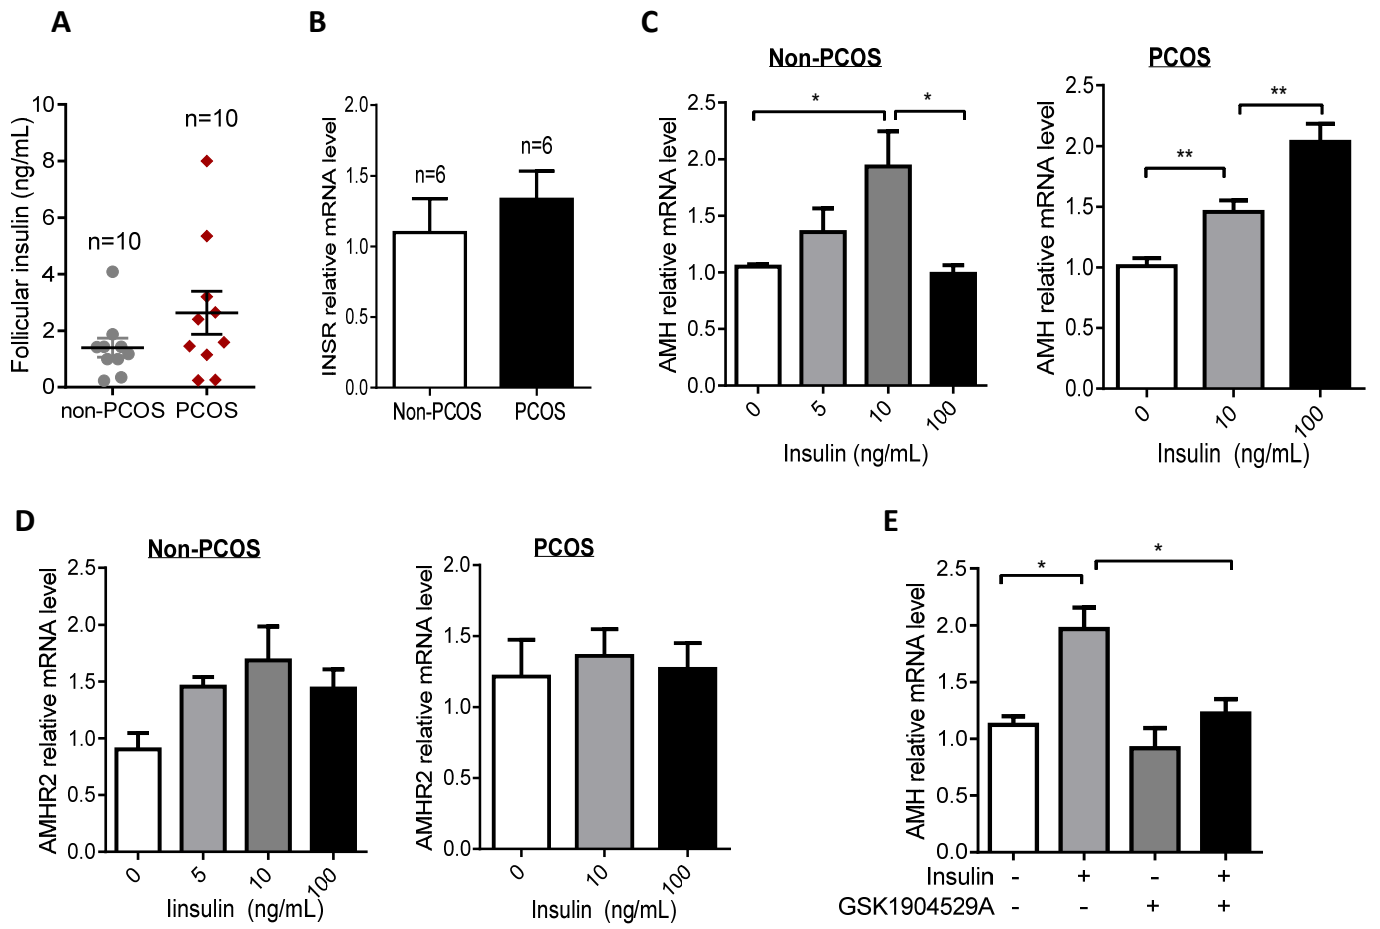 A
Follicular insulin (ng/mL)
10
8
6
4
2
0
n=10
n=10
non-PCOS PCOS
B
INSR relative mRNA level
2.0
1.5
1.0
0.5
0.0
n=6
n=6
Non-PCOS PCOS
C
Non-PCOS
AMH relative mRNA level
2.5
2.0
1.5
1.0
0.5
0.0
* *
0 5 10 100
Insulin (ng/mL)
PCOS
AMH relative mRNA level
2.5
2.0
1.5
1.0
0.5
0.0
**
**
0 10 100
Insulin (ng/mL)
D
Non-PCOS
AMHR2 relative mRNA level
2.5
2.0
1.5
1.0
0.5
0.0
0 5 10 100
Iinsulin (ng/mL)
PCOS
AMHR2 relative mRNA level
2.0
1.5
1.0
0.5
0.0
0 10 100
Insulin (ng/mL)
E
AMH relative mRNA level
2.5
2.0
1.5
1.0
0.5
0.0
*
*
Insulin - + - +
GSK1904529A - - + +